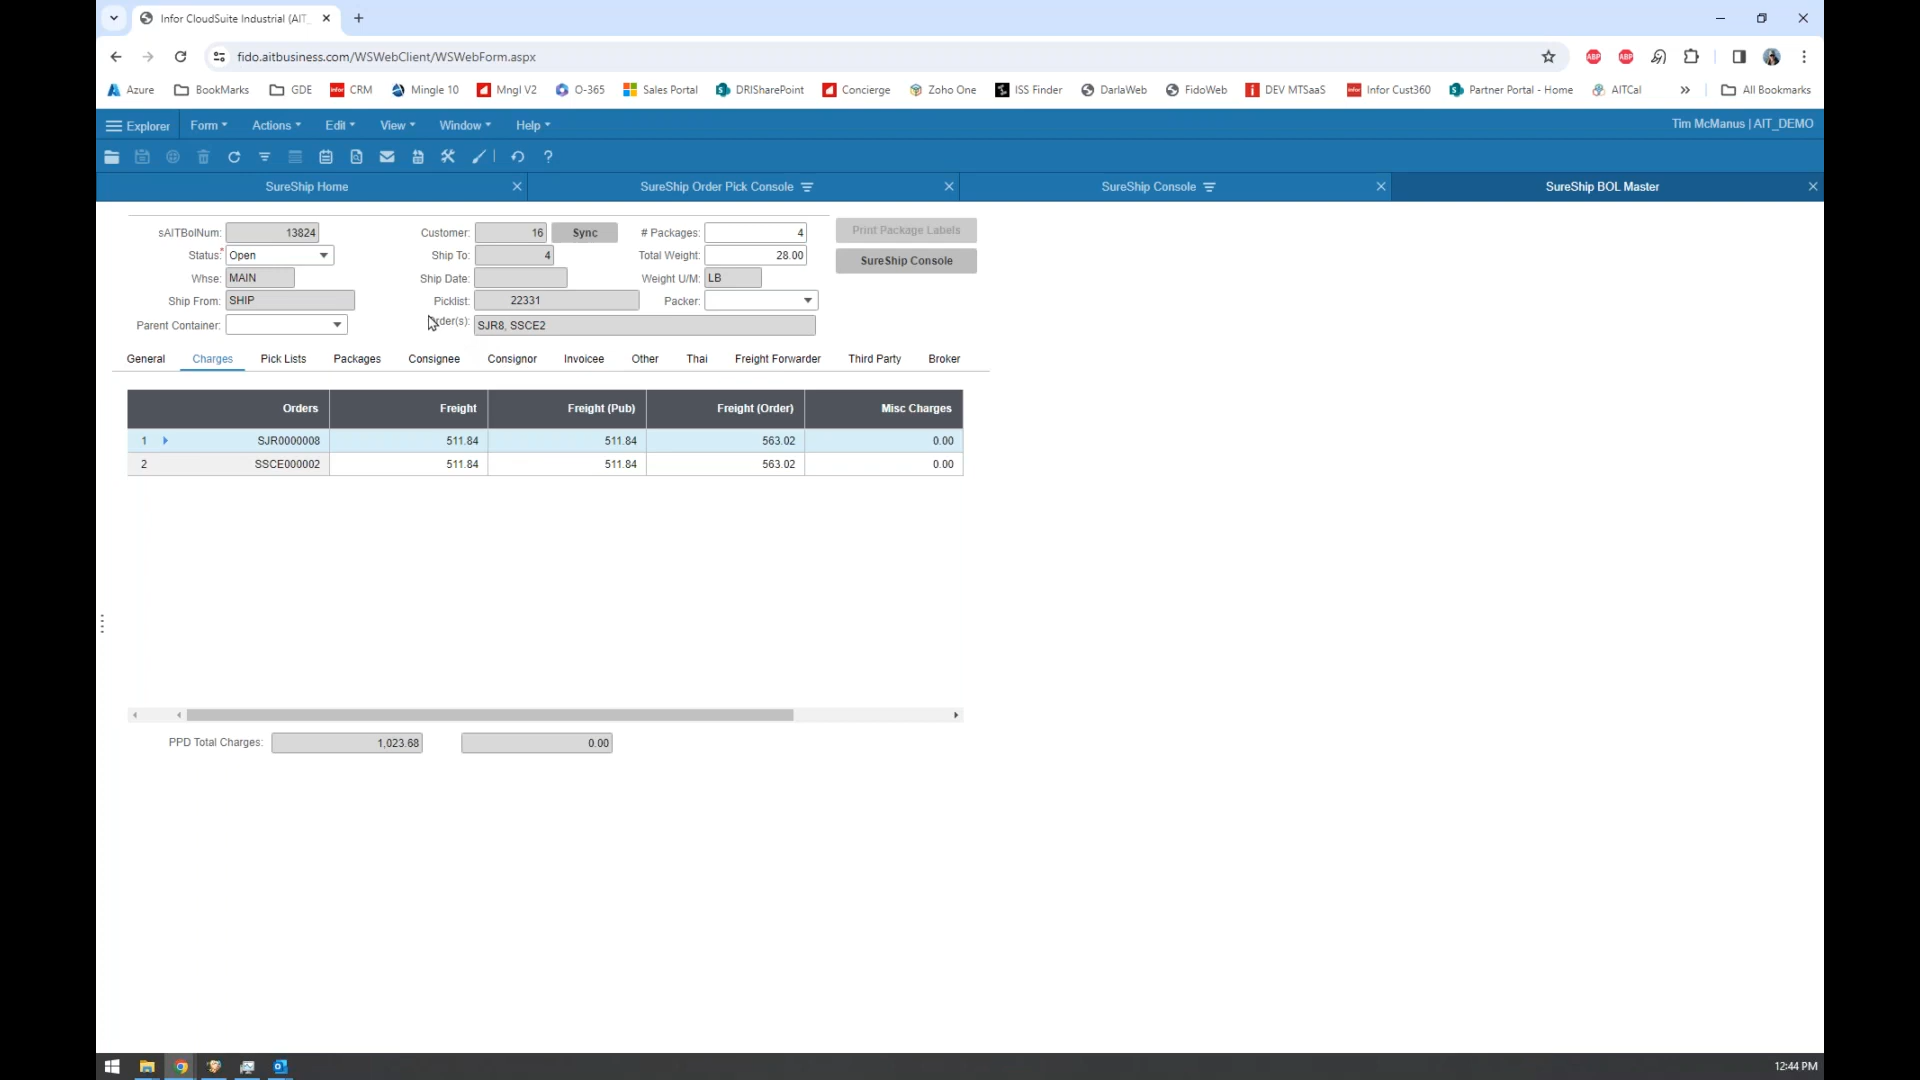 Infor CloudSuite Industrial (AIT_
fido.aitbusiness.com/WSWebClient/WSWebForm.aspx
ABP ABP
Azure BookMarks GDE infor CRM Mingle 10 Mngl V2 O-365 Sales Portal DRISharePoint Concierge Zoho One ISS Finder DarlaWeb FidoWeb DEV MTSaaS infor Infor Cust360 Partner Portal - Home AITCal » All Bookmarks
Explorer Form Actions Edit View Window Help Tim McManus | AIT_DEMO
SureShip Home SureShip Order Pick Console SureShip Console SureShip BOL Master
sAITBolNum: 13824 Customer: 16 Sync # Packages: 4 Print Package Labels
Status:* Open Ship To: 4 Total Weight: 28.00 SureShip Console
Whse: MAIN Ship Date: Weight U/M: LB
Ship From: SHIP Picklist: 22331 Packer:
Parent Container: rder(s): SJR8, SSCE2
General Charges Pick Lists Packages Consignee Consignor Invoicee Other Thai Freight Forwarder Third Party Broker
Orders Freight Freight (Pub) Freight (Order) Misc Charges
1 SJR0000008 511.84 511.84 563.02 0.00
2 SSCE000002 511.84 511.84 563.02 0.00
PPD Total Charges: 1,023.68 0.00
12:44 PM